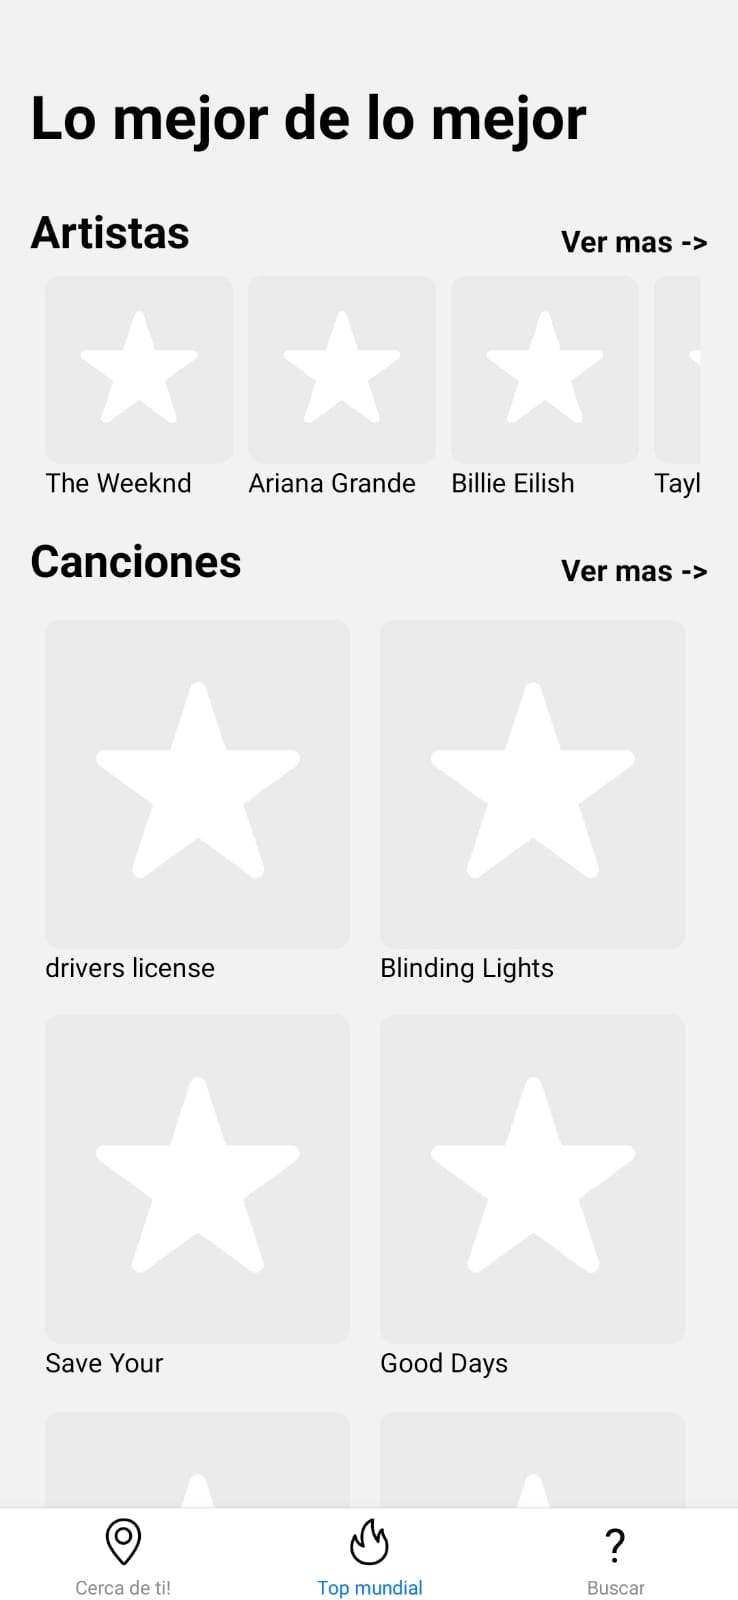 Lo mejor de lo mejor
Artistas
Ver mas ->
The Weeknd
Ariana Grande
Billie Eilish
Tayl
Canciones
Ver mas ->
drivers license
Blinding Lights
Save Your
Good Days
Cerca de ti!
Top mundial
? 
Buscar